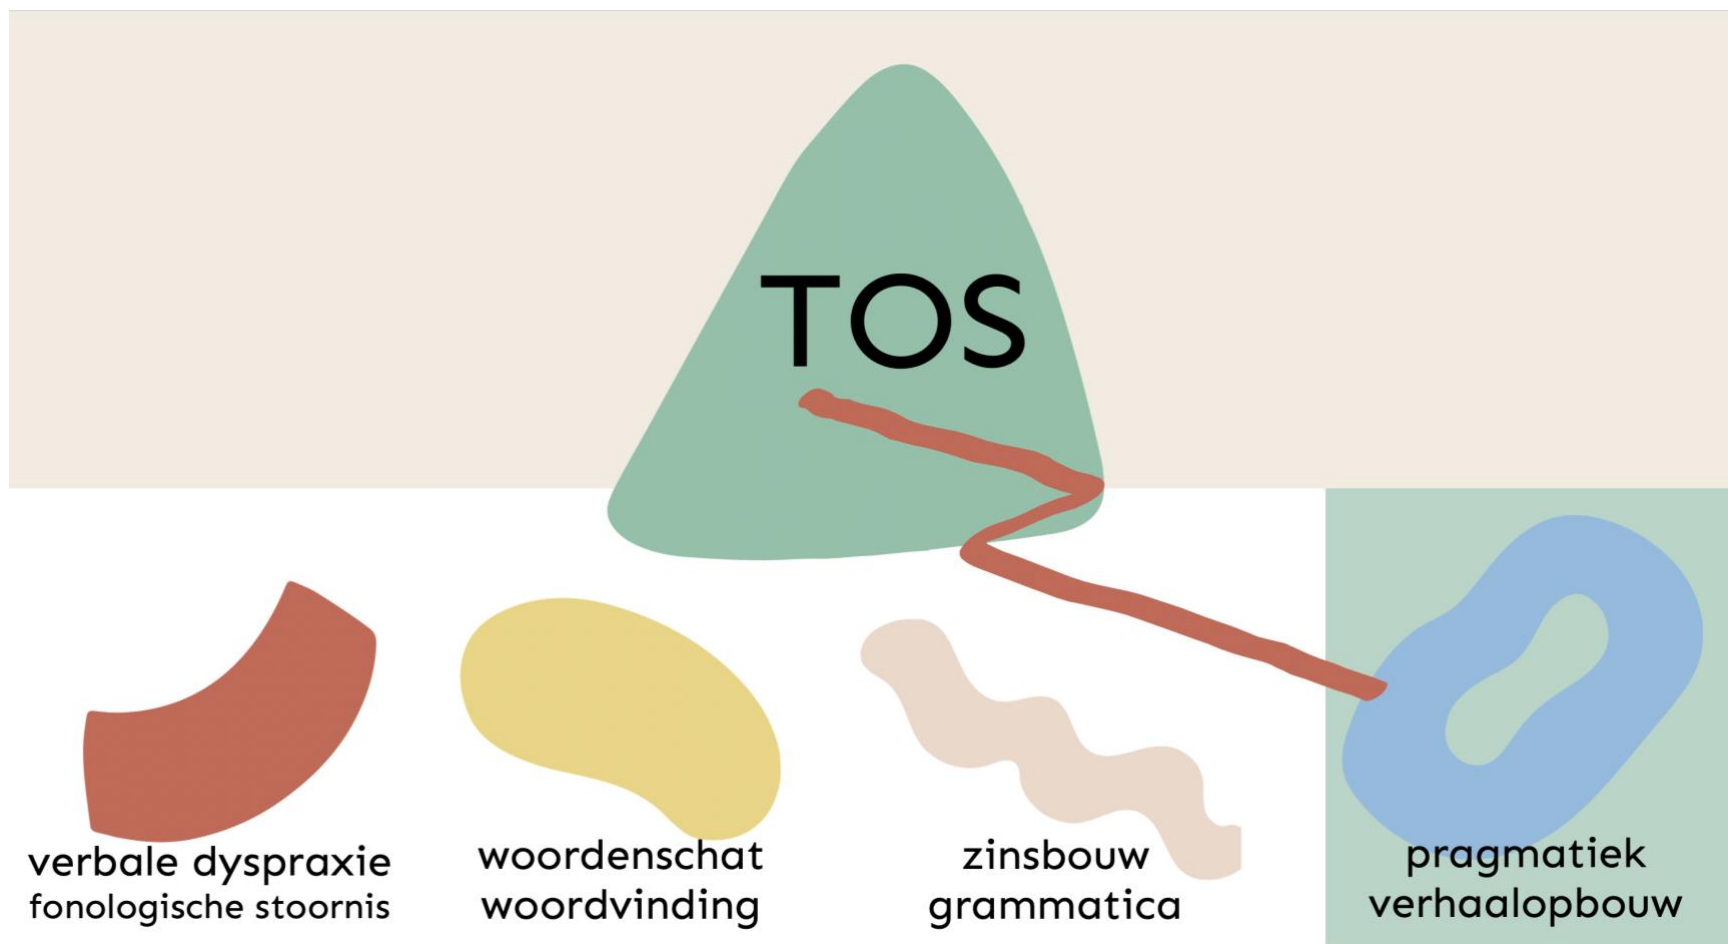 TOS
verbale dyspraxie
fonologische stoornis
woordenschat
woordvinding
zinsbouw
grammatica
pragmatiek
verhaalopbouw